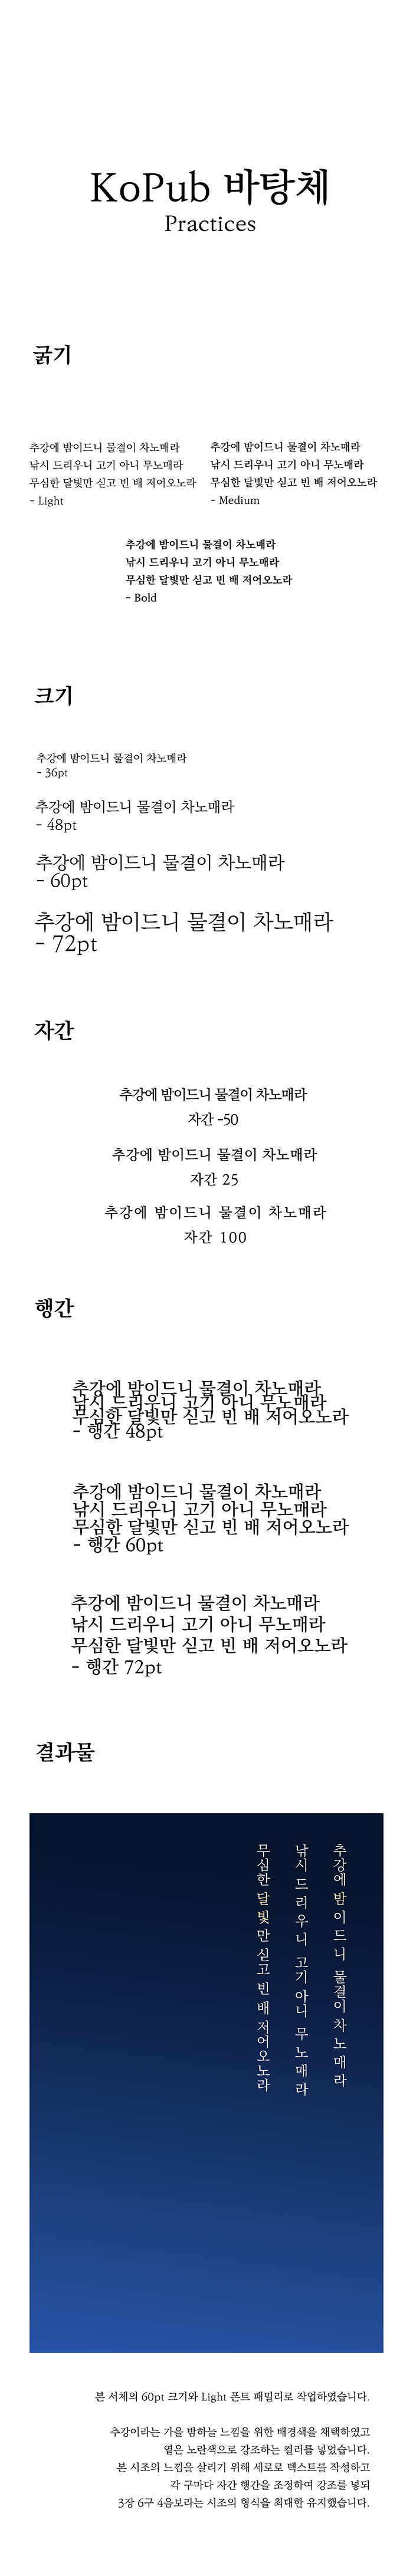 KoPub 바탕체
Practices
굵기
추강에 밤이드니 물결이 차노매라
낚시 드리우니 고기 아니 무노매라
무심한 달빛만 싣고 빈 배 저어오노라
- Light
추강에 밤이드니 물결이 차노매라
낚시 드리우니 고기 아니 무노매라
무심한 달빛만 싣고 빈 배 저어오노라
- Medium
추강에 밤이드니 물결이 차노매라
낚시 드리우니 고기 아니 무노매라
무심한 달빛만 싣고 빈 배 저어오노라
- Bold
크기
추강에 밤이드니 물결이 차노매라
- 36pt
추강에 밤이드니 물결이 차노매라
- 48pt
추강에 밤이드니 물결이 차노매라
- 60pt
추강에 밤이드니 물결이 차노매라
- 72pt
자간
추강에 밤이드니 물결이 차노매라
자간 -50
추강에 밤이드니 물결이 차노매라
자간 25
추강에 밤이드니 물결이 차노매라
자간 100
행간
추강에 밤이드니 물결이 차노매라
낚시 드리우니 고기 아니 무노매라
무심한 달빛만 싣고 빈 배 저어오노라
- 행간 48pt
추강에 밤이드니 물결이 차노매라
낚시 드리우니 고기 아니 무노매라
무심한 달빛만 싣고 빈 배 저어오노라
- 행간 60pt
추강에 밤이드니 물결이 차노매라
낚시 드리우니 고기 아니 무노매라
무심한 달빛만 싣고 빈 배 저어오노라
- 행간 72pt
결과물
추강에 밤이드니 물결이 차노매라
낚시 드리우니 고기 아니 무노매라
무심한 달빛만 싣고 빈 배 저어오노라
본 서체의 60pt 크기와 Light 폰트 패밀리로 작업하였습니다.
추강이라는 가을 밤하늘 느낌을 위한 배경색을 채택하였고
옅은 노란색으로 강조하는 컬러를 넣었습니다.
본 시조의 느낌을 살리기 위해 세로로 텍스트를 작성하고
각 구마다 자간 행간을 조정하여 강조를 넣되
3장 6구 4음보라는 시조의 형식을 최대한 유지했습니다.